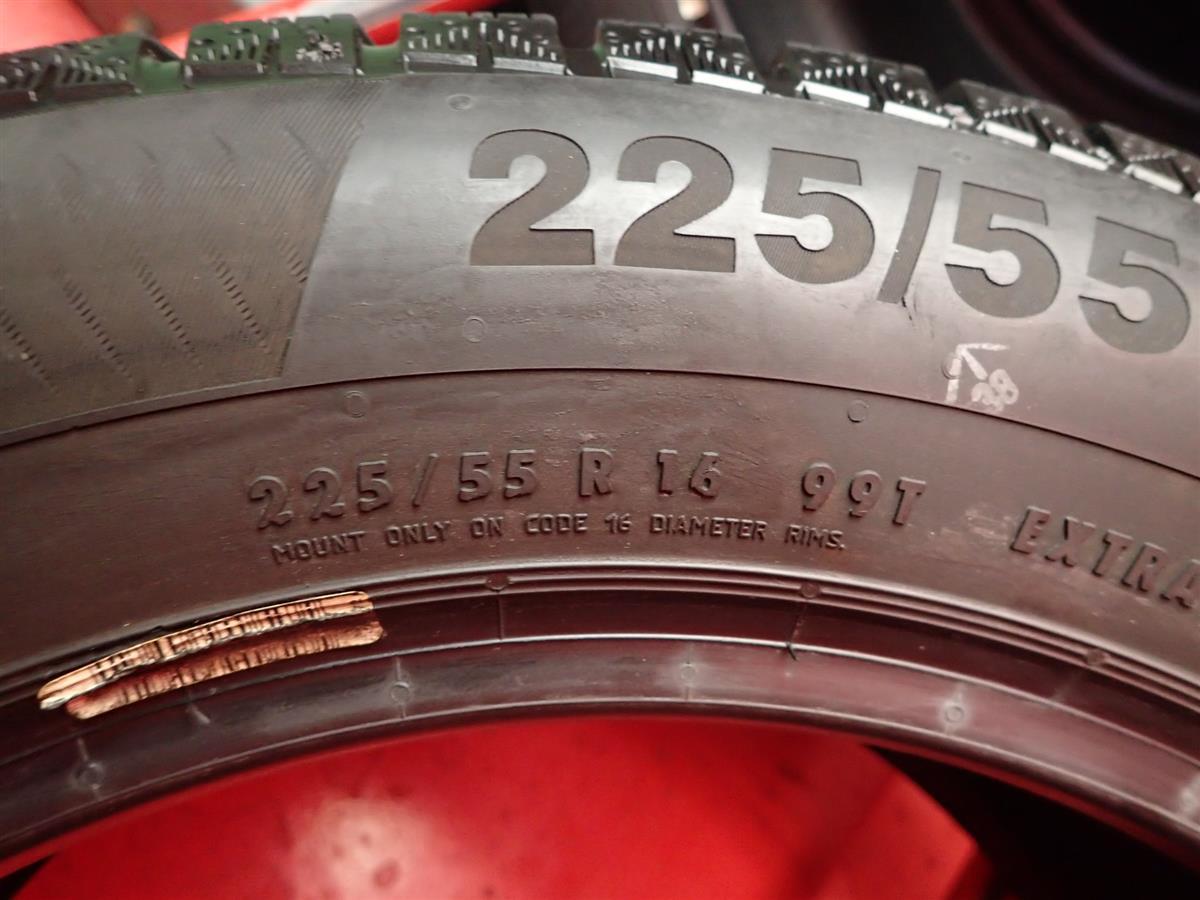 225/55
225/55 R 16 99T EXTRA
MOUNT ONLY ON CODE 16 DIAMETER RIMS.